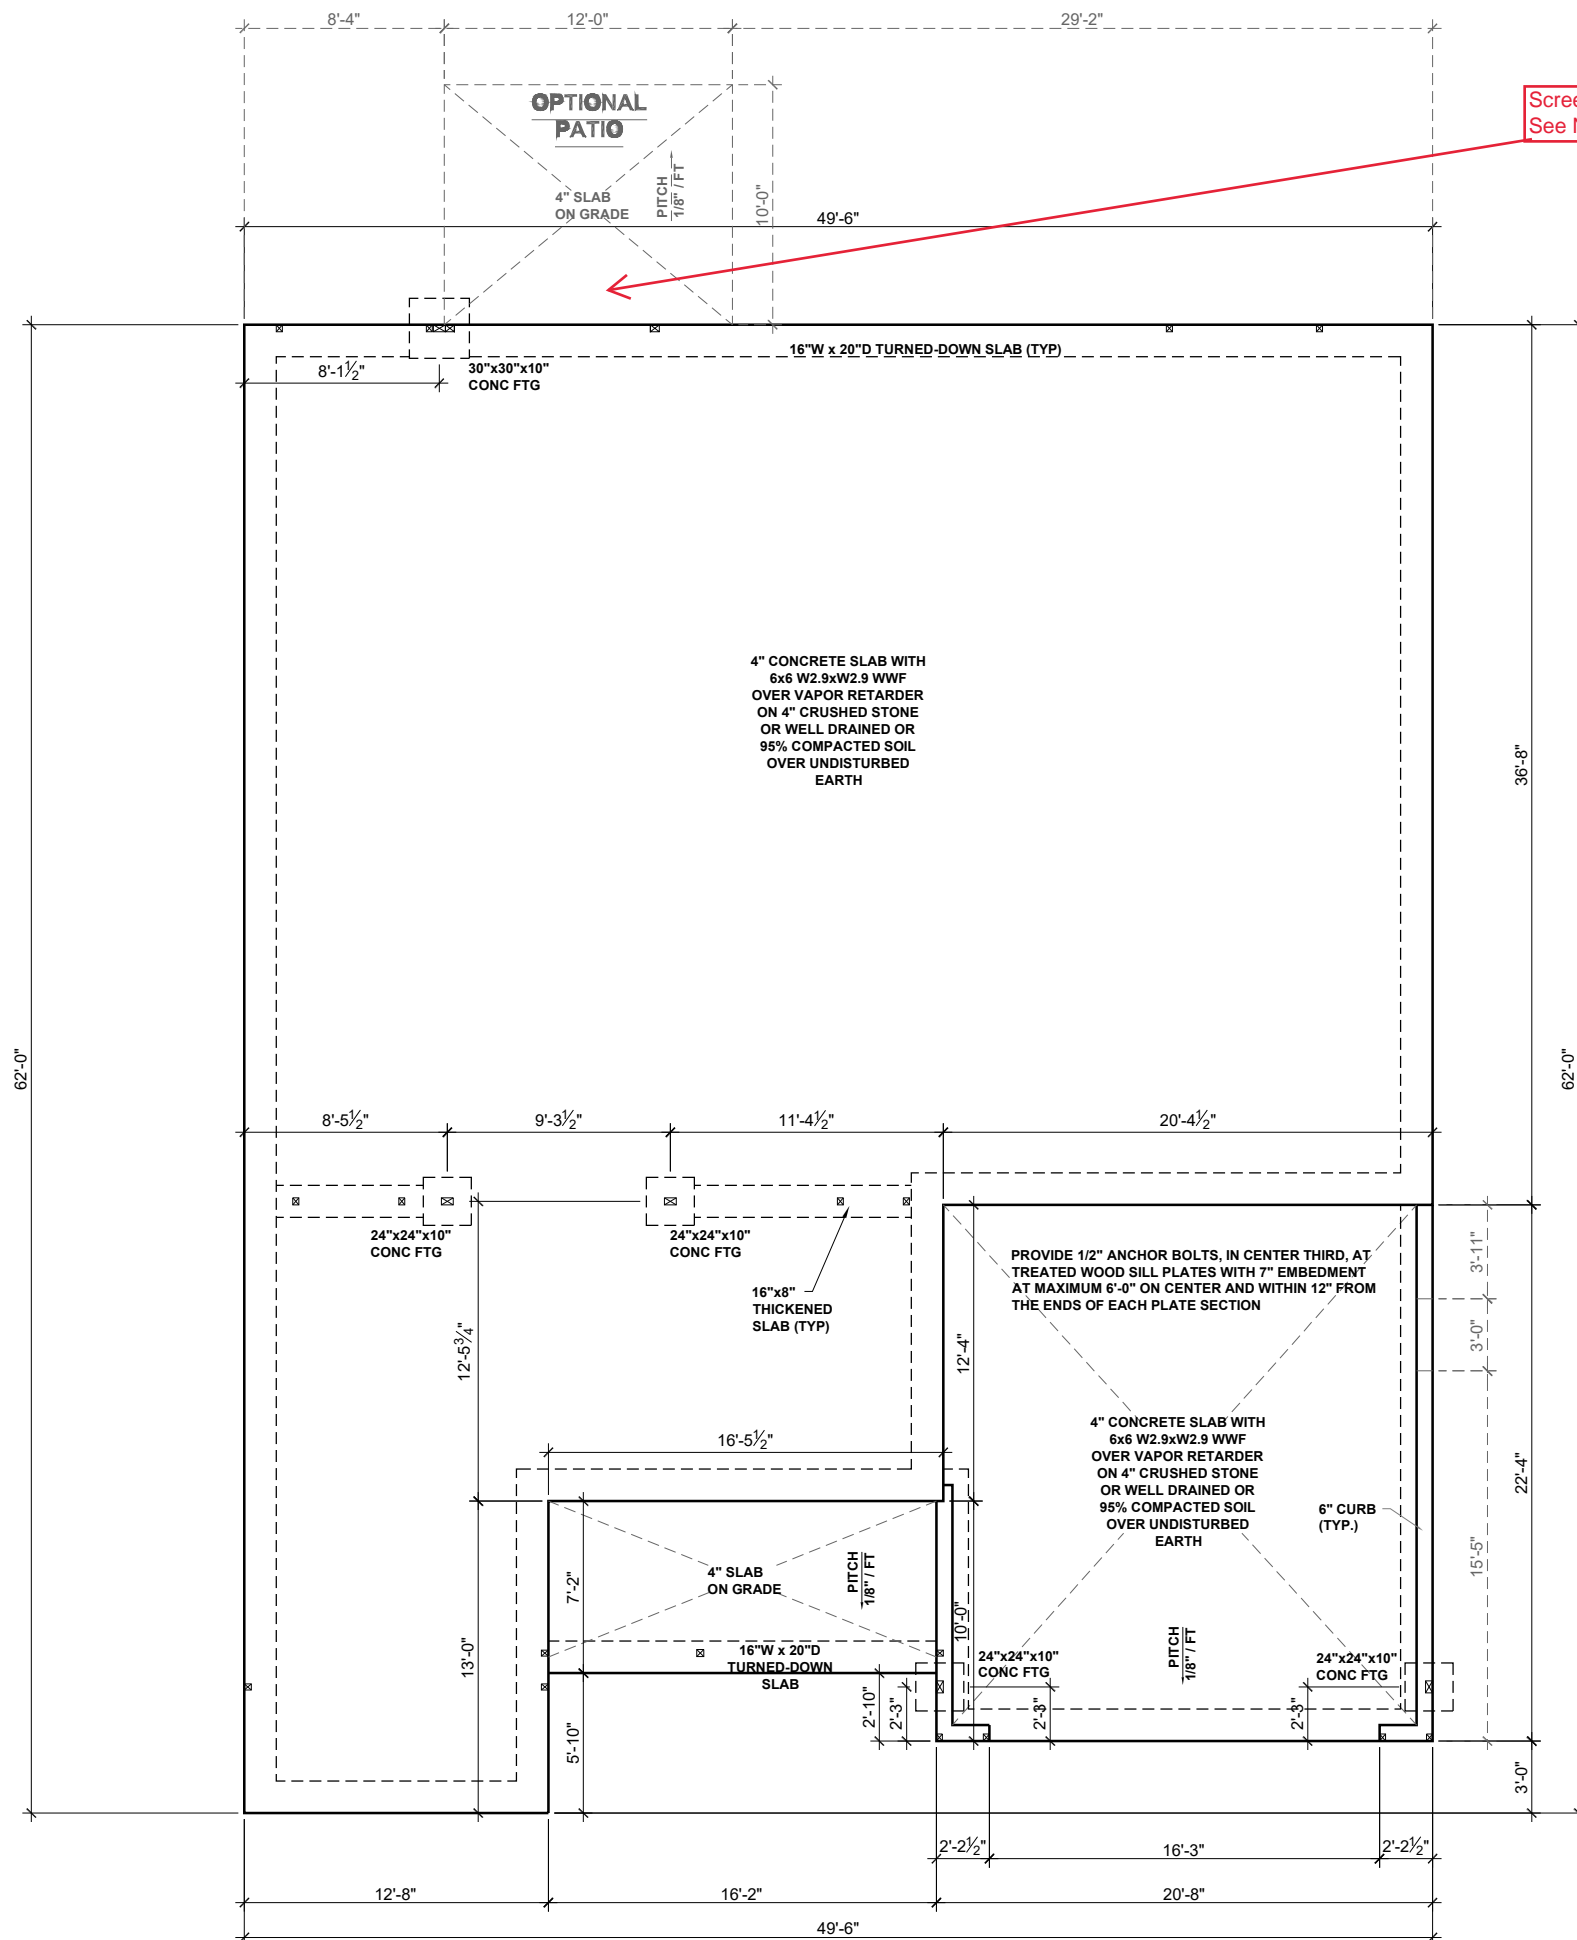 8'-4"
12'-0"
29'-2"
OPTIONAL
PATIO
See
4" SLAB
ON GRADE
PITCH
1/8" / FT
10'-0"
49'-6"
16"W x 20"D TURNED-DOWN SLAB (TYP)
8'-1½"
30"x30"x10"
CONC FTG
4" CONCRETE SLAB WITH
6x6 W2.9xW2.9 WWF
OVER VAPOR RETARDER
ON 4" CRUSHED STONE
OR WELL DRAINED OR
95% COMPACTED SOIL
OVER UNDISTURBED
EARTH
36'-8"
62'-0"
62'-0"
8'-5½"
9'-3½"
11'-4½"
20'-4½"
24"x24"x10"
CONC FTG
24"x24"x10"
CONC FTG
16"x8"
THICKENED
SLAB (TYP)
PROVIDE 1/2" ANCHOR BOLTS, IN CENTER THIRD, AT
TREATED WOOD SILL PLATES WITH 7" EMBEDMENT
AT MAXIMUM 6'-0" ON CENTER AND WITHIN 12" FROM
THE ENDS OF EACH PLATE SECTION
3'-11"
3'-0"
12'-5¾"
12'-4"
16'-5½"
4" CONCRETE SLAB WITH
6x6 W2.9xW2.9 WWF
OVER VAPOR RETARDER
ON 4" CRUSHED STONE
OR WELL DRAINED OR
95% COMPACTED SOIL
OVER UNDISTURBED
EARTH
6" CURB
(TYP.)
22'-4"
15'-5"
7'-2"
4" SLAB
ON GRADE
PITCH
1/8" / FT
10'-0"
13'-0"
16"W x 20"D
TURNED-DOWN
SLAB
24"x24"x10"
CONC FTG
PITCH
1/8" / FT
24"x24"x10"
CONC FTG
2'-10"
2'-3"
2'-3"
2'-3"
5'-10"
3'-0"
2'-2½"
16'-3"
2'-2½"
12'-8"
16'-2"
20'-8"
49'-6"